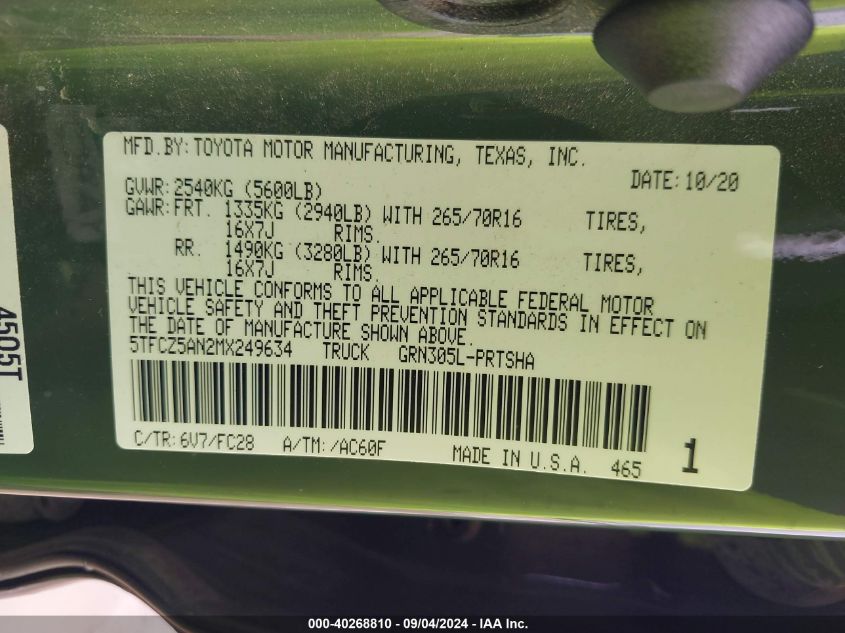 MFD.BY:TOYOTA MOTOR MANUFACTURING, TEXAS, INC.
DATE:10/20
GVWR:2540KG (5600LB)
GAWR:FRT. 1335KG (2940LB) WITH 265/70R16 TIRES,
16X7J RIMS.
RR. 1490KG (3280LB) WITH 265/70R16 TIRES,
16X7J RIMS.
THIS VEHICLE CONFORMS TO ALL APPLICABLE FEDERAL MOTOR
VEHICLE SAFETY AND THEFT PREVENTION STANDARDS IN EFFECT ON
THE DATE OF MANUFACTURE SHOWN ABOVE.
5TFCZ5AN2MX249634 TRUCK GRN305L-PRTSHA
C/TR:6V7/FC28 A/TM:/AC60F MADE IN U.S.A. 465 1
4505T
000-40268810 - 09/04/2024 - IAA Inc.